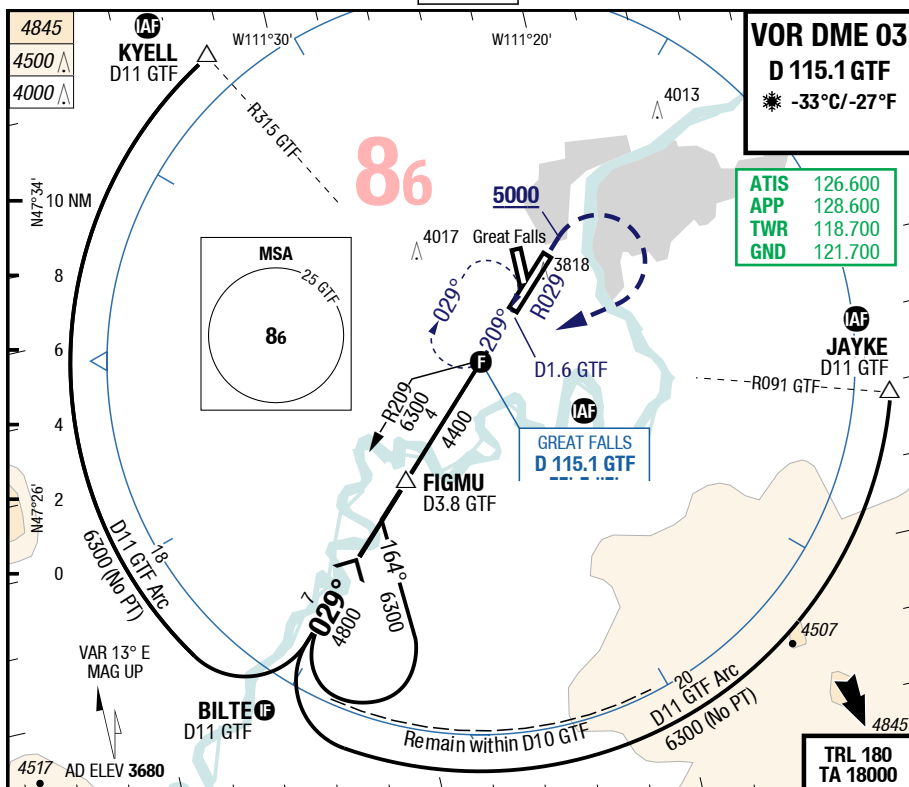 4845
4500
4000
IAF
KYELL
D11 GTF
W111°30'
W111°20'
VOR DME 03
D 115.1 GTF
-33°C/-27°F
4013
R315 GTF
86
ATIS 126.600
APP 128.600
TWR 118.700
GND 121.700
N47°34'
10 NM
8
6
4
2
0
N47°26'
5000
4017
Great Falls
3818
MSA
25 GTF
86
029°
209°
R029
D1.6 GTF
F
IAF
JAYKE
D11 GTF
R091 GTF
R209
6300
4
4400
IAF
GREAT FALLS
D 115.1 GTF
FIGMU
D3.8 GTF
18
D11 GTF Arc
6300 (No PT)
164°
6300
7
029°
4800
4507
VAR 13° E
MAG UP
BILTE IF
D11 GTF
Remain within D10 GTF
20
D11 GTF Arc
6300 (No PT)
4845
4517
AD ELEV 3680
TRL 180
TA 18000